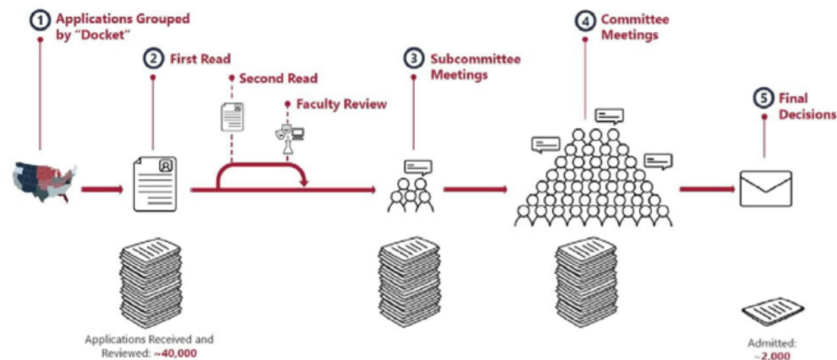 1 Applications Grouped
by "Docket"
2 First Read
Second Read
Faculty Review
3 Subcommittee
Meetings
4 Committee
Meetings
5 Final
Decisions
Applications Received and
Reviewed: ~40,000
Admitted:
~2,000